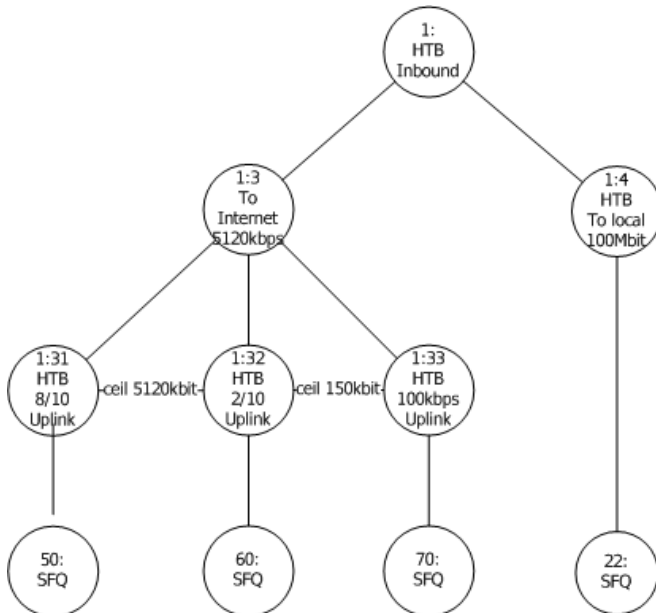 1:
HTB
Inbound
1:3
To
Internet
5120kbps
1:4
HTB
To local
100Mbit
1:31
HTB
8/10
Uplink
ceil 5120kbit
1:32
HTB
2/10
Uplink
ceil 150kbit
1:33
HTB
100kbps
Uplink
50:
SFQ
60:
SFQ
70:
SFQ
22:
SFQ